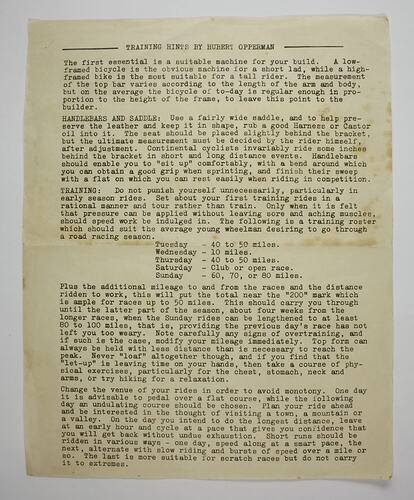 TRAINING HINTS BY HUBERT OPPERMAN
The first essential is a suitable machine for your build. A low-
framed bicycle is the obvious machine for a short lad, while a high-
framed bike is the most suitable for a tall rider. The measurement
of the top bar varies according to the length of the arm and body,
but on the average the bicycle of to-day is regular enough in pro-
portion to the height of the frame, to leave this point to the
builder.
HANDLEBARS AND SADDLE: Use a fairly wide saddle, and to help pre-
serve the leather and keep it in shape, rub a good Harness or Castor
oil into it. The seat should be placed slightly behind the bracket,
but the ultimate measurement must be decided by the rider himself,
after adjustment. Continental cyclists invariably ride some inches
behind the bracket in short and long distance events. Handlebars
should enable you to "sit up" comfortably, with a bend around which
you can obtain a good grip when sprinting, and finish their sweep
with a flat on which you can rest easily when riding in competition.
TRAINING: Do not punish yourself unnecessarily, particularly in
early season rides. Set about your first training rides in a
rational manner and tour rather than train. Only when it is felt
that pressure can be applied without leaving sore and aching muscles,
should speed work be indulged in. The following is a training roster
which should suit the average young wheelman desiring to go through
a road racing season.
Tuesday - 40 to 50 miles.
Wednesday - 10 miles.
Thursday - 40 to 50 miles.
Saturday - Club or open race.
Sunday - 60, 70, or 80 miles.
Plus the additional mileage to and from the races and the distance
ridden to work, this will put the total near the "200" mark which
is ample for races up to 50 miles. This should carry you through
until the latter part of the season, about four weeks from the
longer races, when the Sunday rides can be lengthened to at least
80 to 100 miles, that is, providing the previous day's race has not
left you too weary. Note carefully any signs of overtraining, and
if such is the case, modify your mileage immediately. Top form can
always be held with less distance than is necessary to reach the
peak. Never "loaf" altogether though, and if you find that the
"let-up" is leaving time on your hands, then take a course of phy-
sical exercises, particularly for the chest, stomach, neck and
arms, or try hiking for a relaxation.
Change the venue of your rides in order to avoid monotony. One day
it is advisable to pedal over a flat course, while the following
day an undulating course should be chosen. Plan your ride ahead
and be interested in the thought of visiting a town, a mountain or
a valley. On the day you intend to do the longest distance, leave
at an early hour and cycle at a pace that gives you confidence that
you will get back without undue exhaustion. Short runs should be
ridden in various ways - one day, speed along at a smart pace, the
next, alternate with slow riding and bursts of speed over a mile or
so. The last is more suitable for scratch races but do not carry
it to extremes.